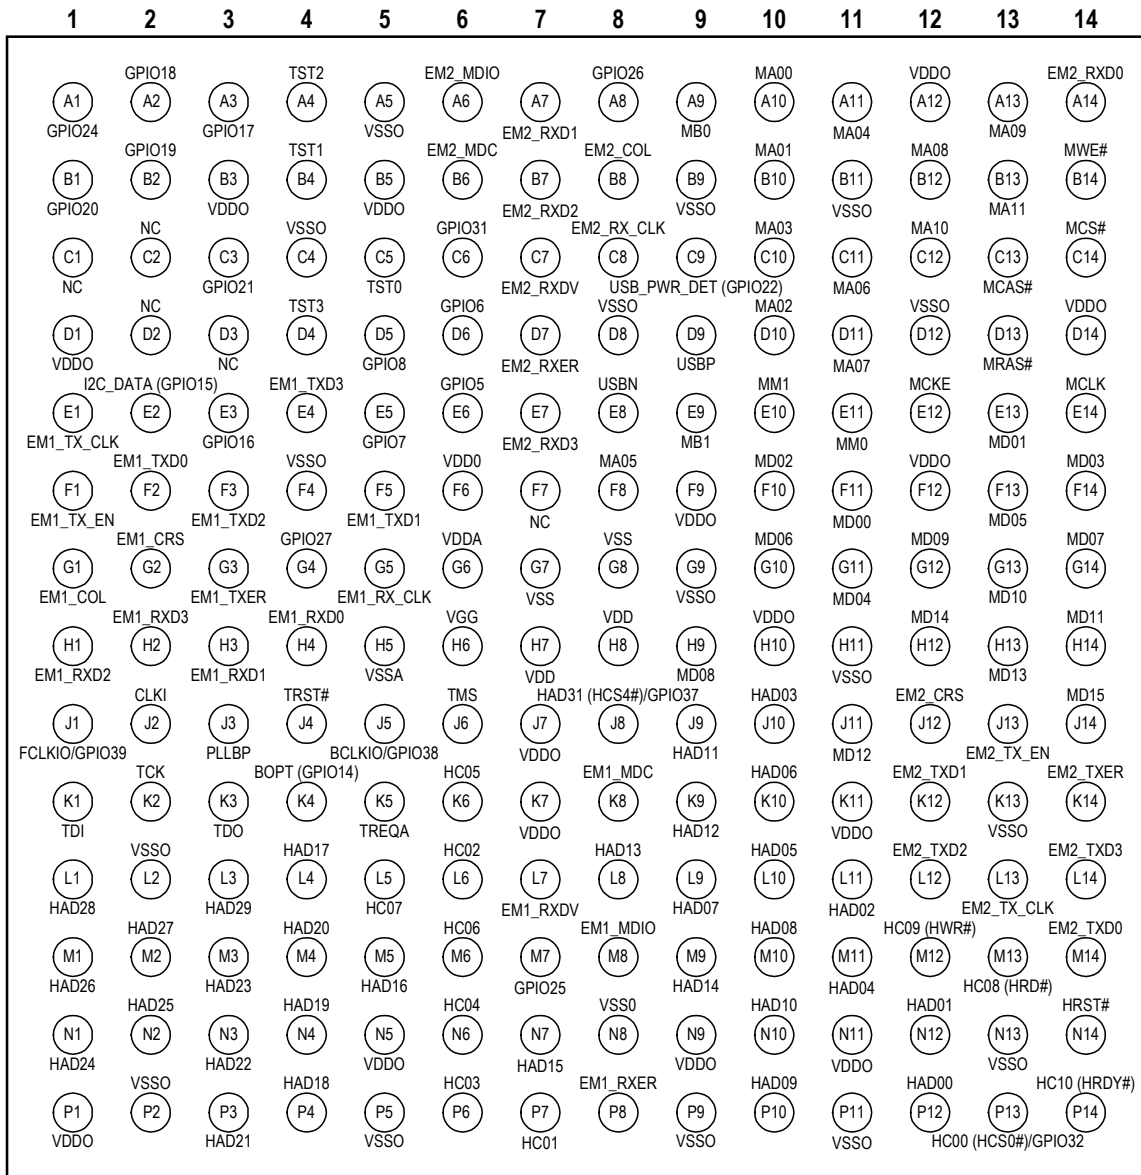 1 2 3 4 5 6 7 8 9 10 11 12 13 14
GPIO18 TST2 EM2_MDIO GPIO26 MA00 VDDO EM2_RXD0
A1 A2 A3 A4 A5 A6 A7 A8 A9 A10 A11 A12 A13 A14
GPIO24 GPIO17 VSSO EM2_RXD1 MB0 MA04 MA09
GPIO19 TST1 EM2_MDC EM2_COL MA01 MA08 MWE#
B1 B2 B3 B4 B5 B6 B7 B8 B9 B10 B11 B12 B13 B14
GPIO20 VDDO VDDO EM2_RXD2 VSSO VSSO MA11
NC VSSO GPIO31 EM2_RX_CLK MA03 MA10 MCS#
C1 C2 C3 C4 C5 C6 C7 C8 C9 C10 C11 C12 C13 C14
NC GPIO21 TST0 EM2_RXDV USB_PWR_DET (GPIO22) MA06 MCAS#
NC TST3 GPIO6 VSSO MA02 VSSO VDDO
D1 D2 D3 D4 D5 D6 D7 D8 D9 D10 D11 D12 D13 D14
VDDO NC GPIO8 EM2_RXER USBP MA07 MRAS#
I2C_DATA (GPIO15) EM1_TXD3 GPIO5 USBN MM1 MCKE MCLK
E1 E2 E3 E4 E5 E6 E7 E8 E9 E10 E11 E12 E13 E14
EM1_TX_CLK GPIO16 GPIO7 EM2_RXD3 MB1 MM0 MD01
EM1_TXD0 VSSO VDD0 MA05 MD02 VDDO MD03
F1 F2 F3 F4 F5 F6 F7 F8 F9 F10 F11 F12 F13 F14
EM1_TX_EN EM1_TXD2 EM1_TXD1 NC VDDO MD00 MD05
EM1_CRS GPIO27 VDDA VSS MD06 MD09 MD07
G1 G2 G3 G4 G5 G6 G7 G8 G9 G10 G11 G12 G13 G14
EM1_COL EM1_TXER EM1_RX_CLK VSS VSSO MD04 MD10
EM1_RXD3 EM1_RXD0 VGG VDD VDDO MD14 MD11
H1 H2 H3 H4 H5 H6 H7 H8 H9 H10 H11 H12 H13 H14
EM1_RXD2 EM1_RXD1 VSSA VDD MD08 VSSO MD13
CLKI TRST# TMS HAD31 (HCS4#)/GPIO37 HAD03 EM2_CRS MD15
J1 J2 J3 J4 J5 J6 J7 J8 J9 J10 J11 J12 J13 J14
FCLKIO/GPIO39 PLLBP BCLKIO/GPIO38 VDDO HAD11 MD12 EM2_TX_EN
TCK BOPT (GPIO14) HC05 EM1_MDC HAD06 EM2_TXD1 EM2_TXER
K1 K2 K3 K4 K5 K6 K7 K8 K9 K10 K11 K12 K13 K14
TDI TDO TREQA VDDO HAD12 VDDO VSSO
VSSO HAD17 HC02 HAD13 HAD05 EM2_TXD2 EM2_TXD3
L1 L2 L3 L4 L5 L6 L7 L8 L9 L10 L11 L12 L13 L14
HAD28 HAD29 HC07 EM1_RXDV HAD07 HAD02 EM2_TX_CLK
HAD27 HAD20 HC06 EM1_MDIO HAD08 HC09 (HWR#) EM2_TXD0
M1 M2 M3 M4 M5 M6 M7 M8 M9 M10 M11 M12 M13 M14
HAD26 HAD23 HAD16 GPIO25 HAD14 HAD04 HC08 (HRD#)
HAD25 HAD19 HC04 VSS0 HAD10 HAD01 HRST#
N1 N2 N3 N4 N5 N6 N7 N8 N9 N10 N11 N12 N13 N14
HAD24 HAD22 VDDO HAD15 VDDO VDDO VSSO
VSSO HAD18 HC03 EM1_RXER HAD09 HAD00 HC10 (HRDY#)
P1 P2 P3 P4 P5 P6 P7 P8 P9 P10 P11 P12 P13 P14
VDDO HAD21 VSSO HC01 VSSO VSSO HC00 (HCS0#)/GPIO32